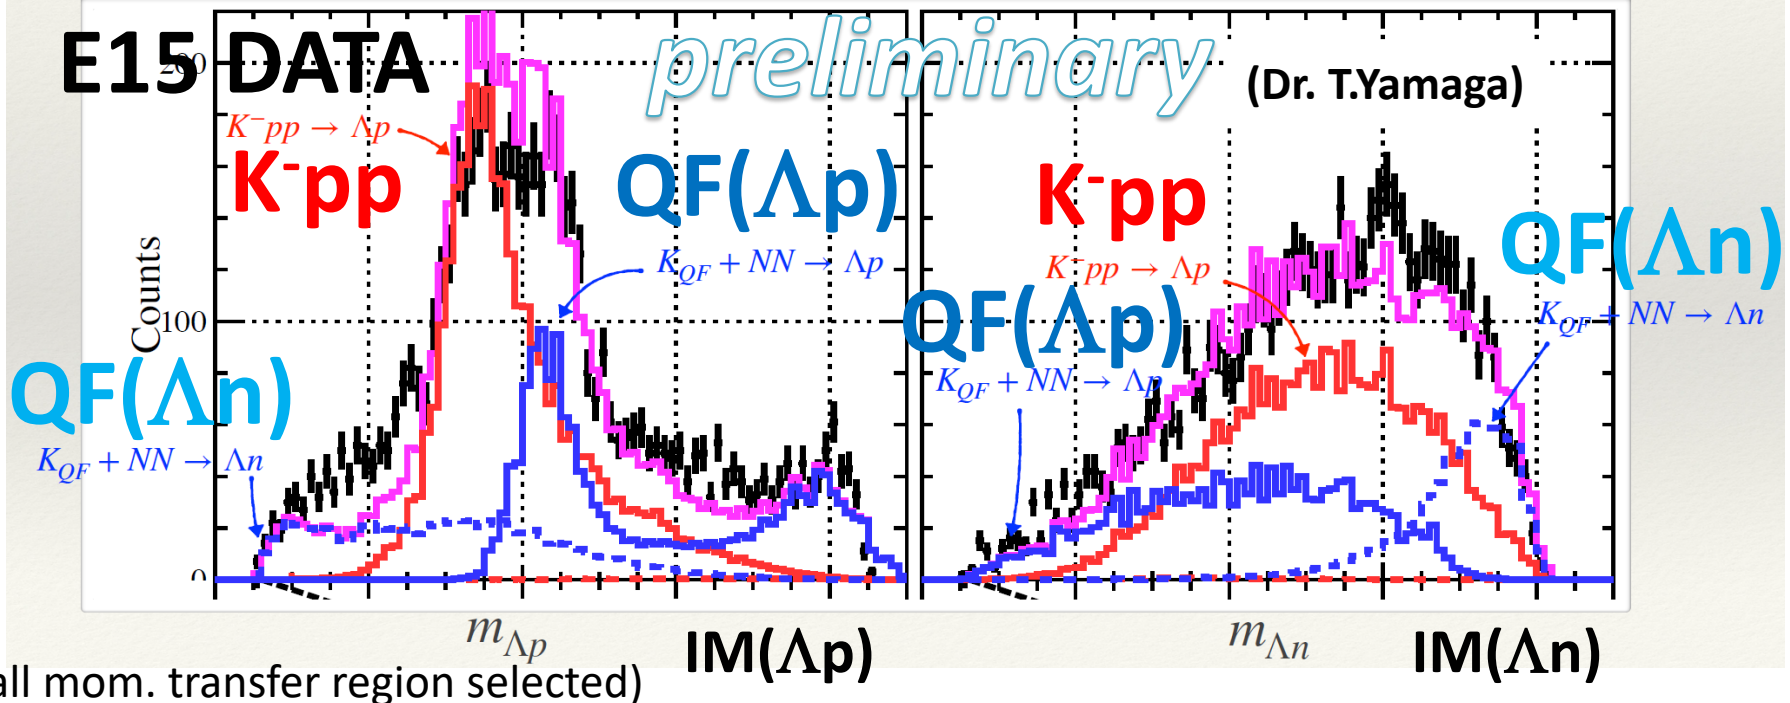 E15 DATA
preliminary
(Dr. T.Yamaga)
200
K⁻pp → Λp
K⁻pp
QF(Λp)
K_QF + NN → Λp
K⁻pp
K⁻pp → Λp
QF(Λn)
K_QF + NN → Λn
Counts
100
QF(Λp)
K_QF + NN → Λp
QF(Λn)
K_QF + NN → Λn
0
m_Λp
IM(Λp)
m_Λn
IM(Λn)
all mom. transfer region selected)